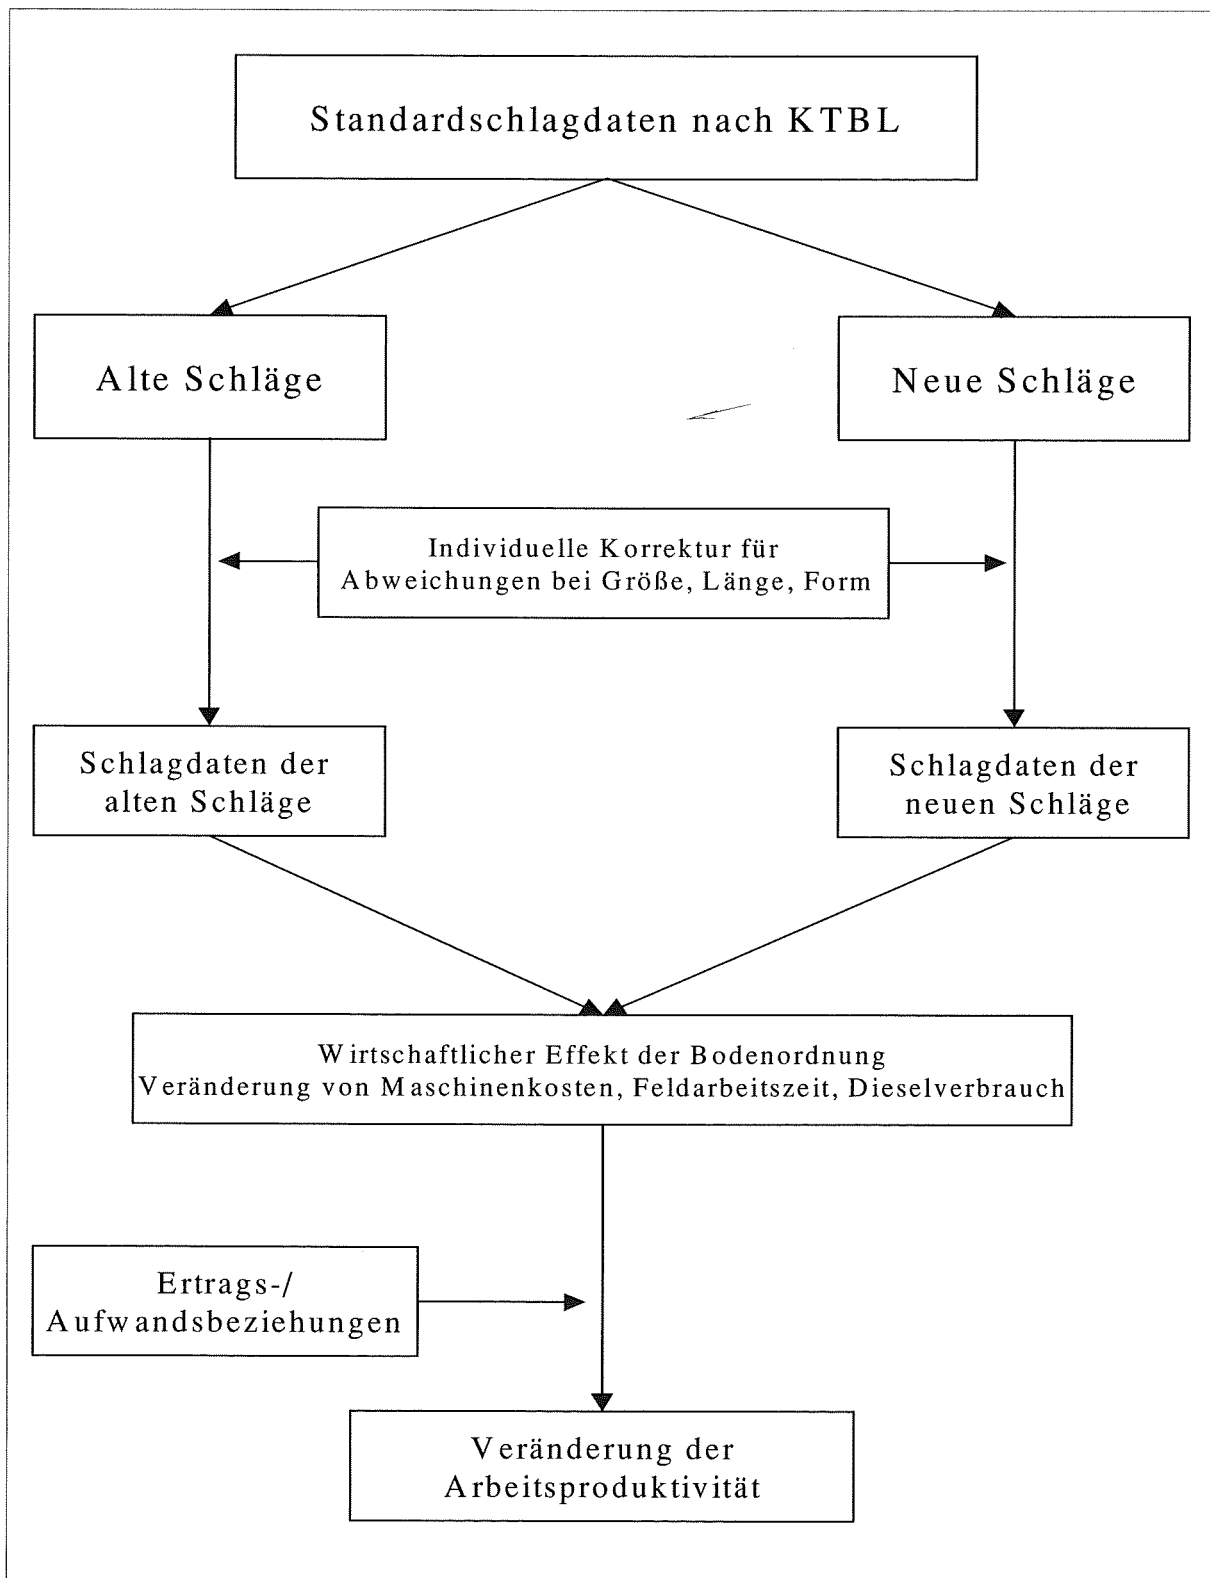 Standardschlagdaten nach KTBL
Alte Schläge
Neue Schläge
Individuelle Korrektur für
Abweichungen bei Größe, Länge, Form
Schlagdaten der
alten Schläge
Schlagdaten der
neuen Schläge
Wirtschaftlicher Effekt der Bodenordnung
Veränderung von Maschinenkosten, Feldarbeitszeit, Dieselverbrauch
Ertrags-/
Aufwandsbeziehungen
Veränderung der
Arbeitsproduktivität